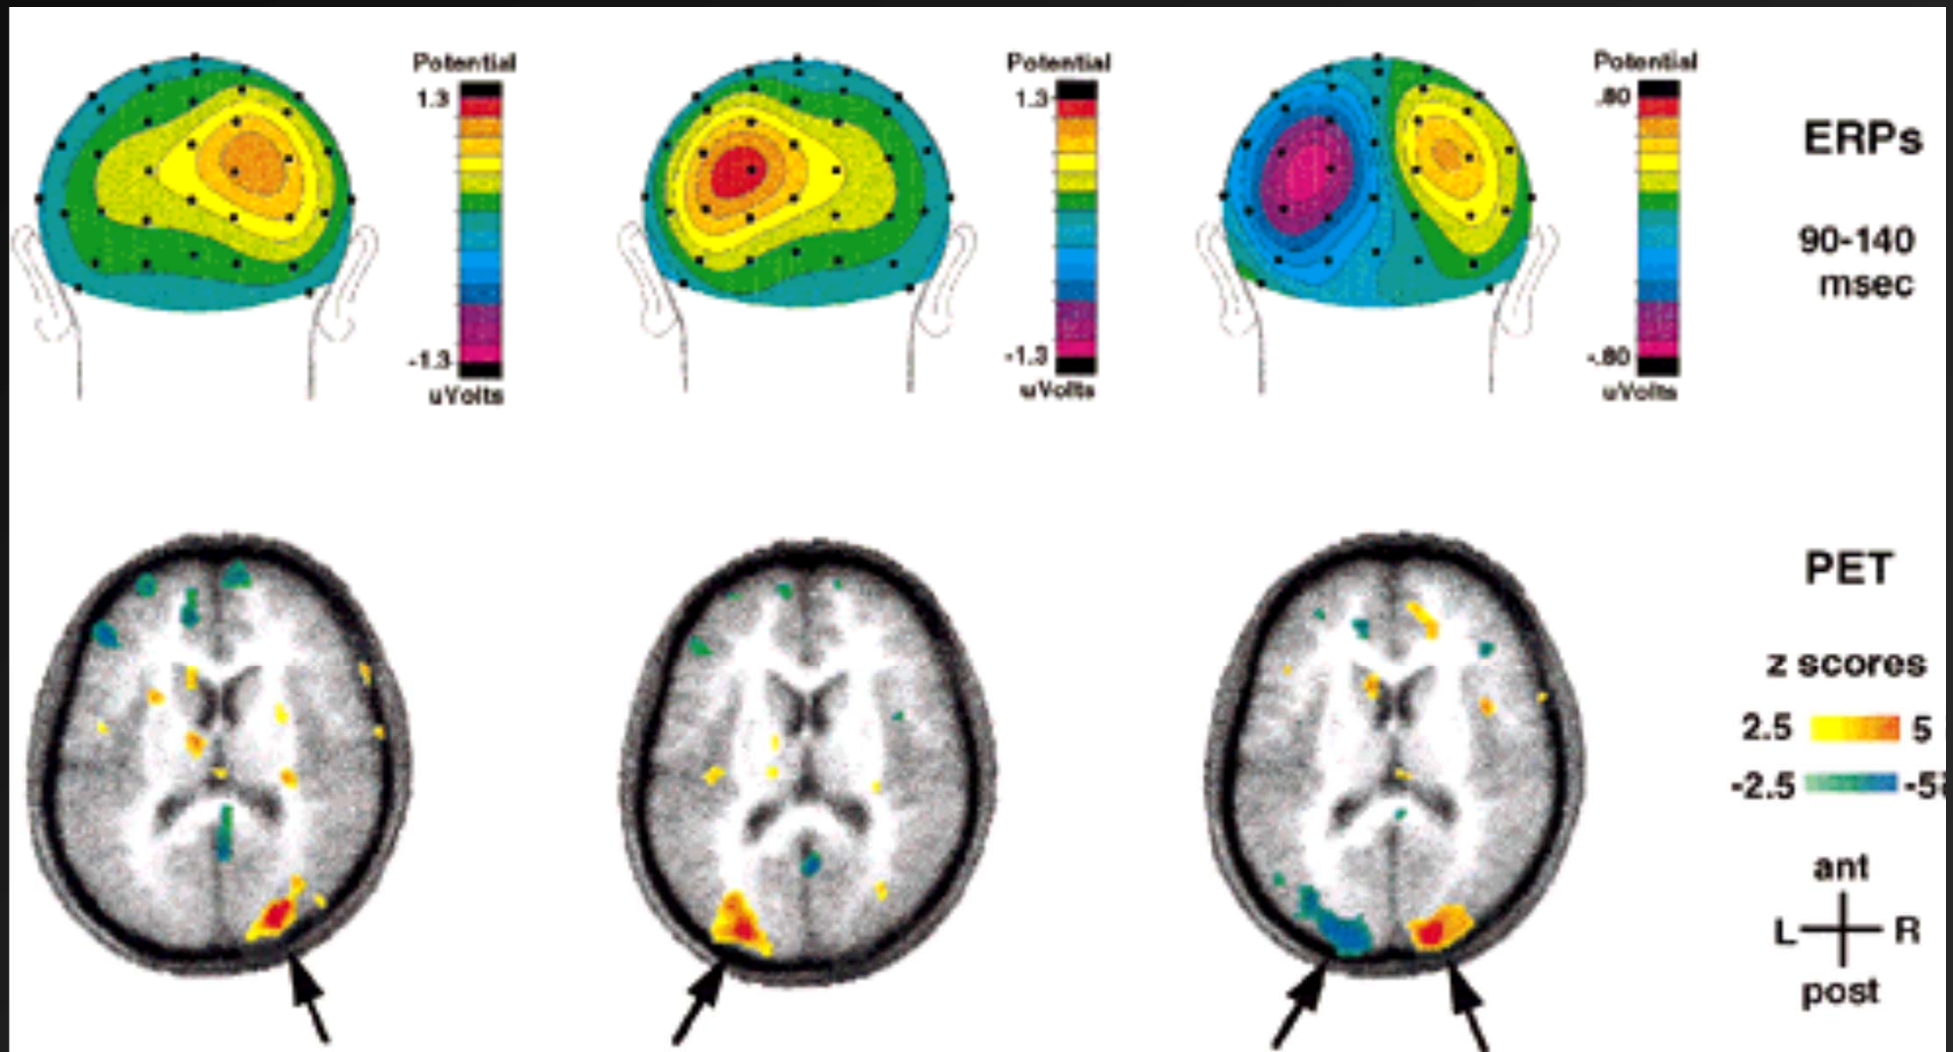 Potential
1.3
-1.3
uVolts
Potential
1.3
-1.3
uVolts
Potential
.80
-.80
uVolts
ERPs
90-140
msec
PET
z scores
2.5 5
-2.5 -5
ant
L R
post